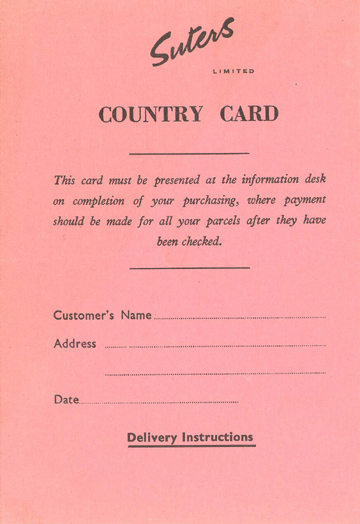 Suters
LIMITED
COUNTRY CARD
This card must be presented at the information desk
on completion of your purchasing, where payment
should be made for all your parcels after they have
been checked.
Customer's Name
Address
Date
Delivery Instructions